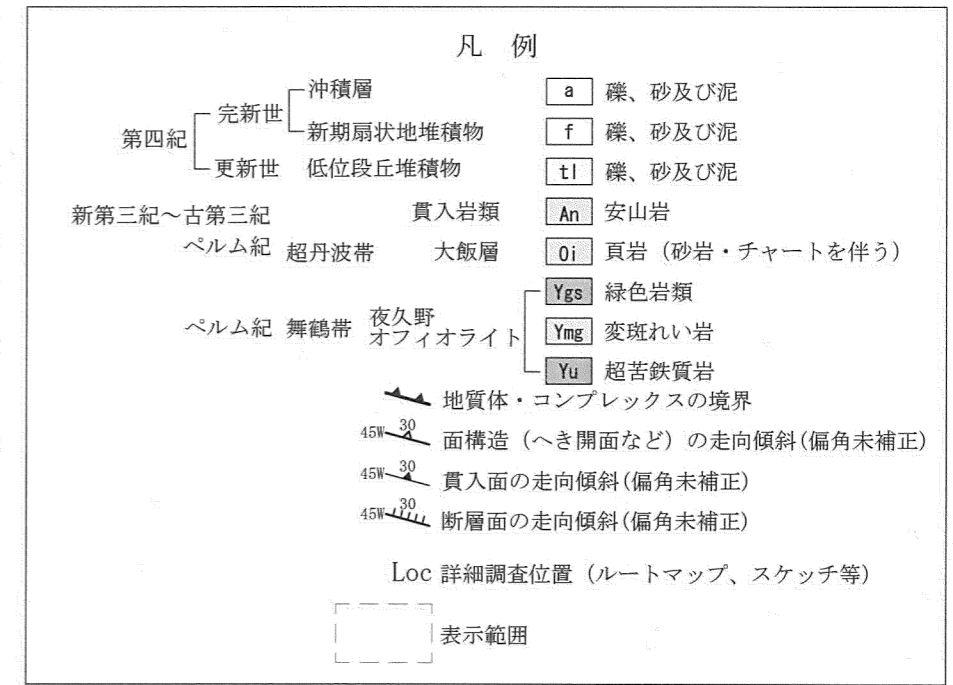 凡 例
第四紀 完新世 沖積層 a 礫、砂及び泥
新期扇状地堆積物 f 礫、砂及び泥
更新世 低位段丘堆積物 tl 礫、砂及び泥
新第三紀～古第三紀 貫入岩類 An 安山岩
ペルム紀 超丹波帯 大飯層 Oi 頁岩（砂岩・チャートを伴う）
ペルム紀 舞鶴帯 夜久野
オフィオライト
Ygs 緑色岩類
Ymg 変斑れい岩
Yu 超苦鉄質岩
地質体・コンプレックスの境界
45W 30 面構造（へき開面など）の走向傾斜(偏角未補正)
45W 30 貫入面の走向傾斜(偏角未補正)
45W 30 断層面の走向傾斜(偏角未補正)
Loc 詳細調査位置（ルートマップ、スケッチ等）
表示範囲